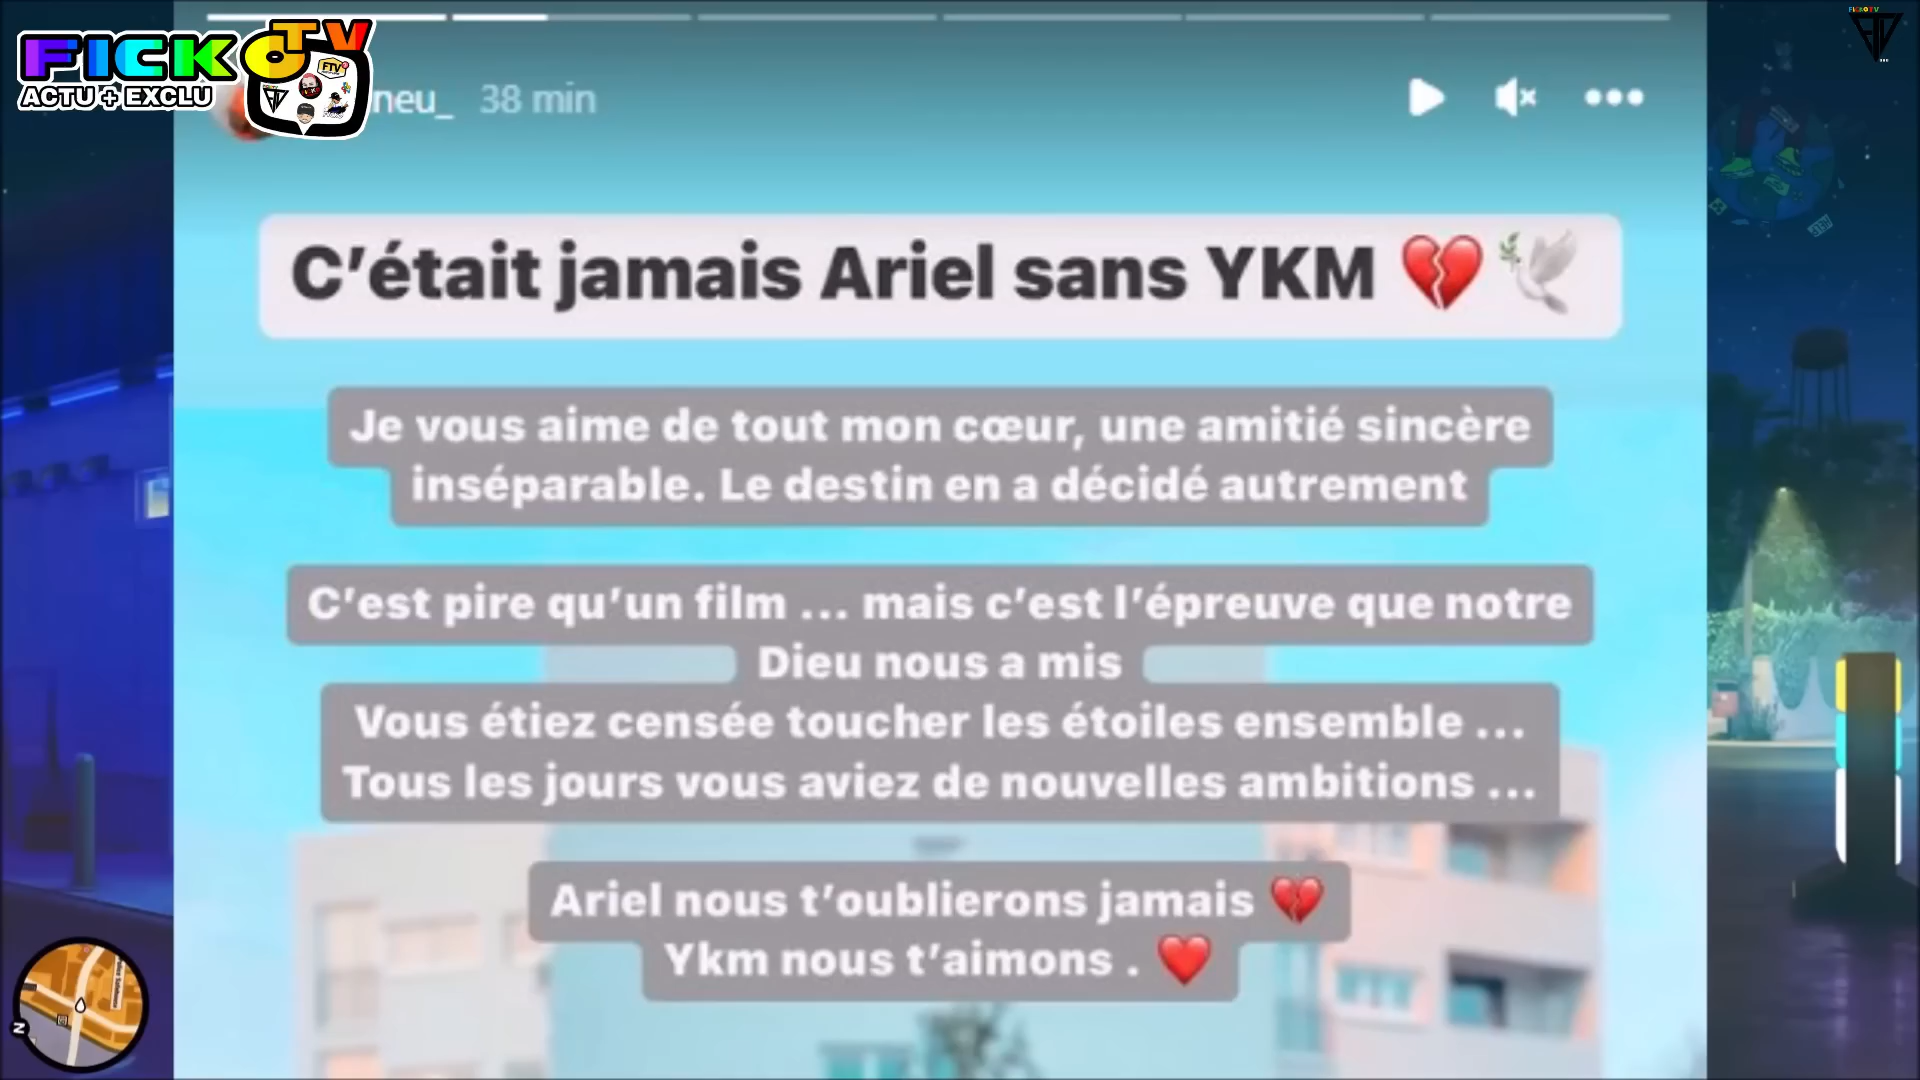 FICKO TV
ACTU + EXCLU
FTV
neu_ 38 min
C'était jamais Ariel sans YKM 💔🕊️
Je vous aime de tout mon cœur, une amitié sincère
inséparable. Le destin en a décidé autrement
C'est pire qu'un film ... mais c'est l'épreuve que notre
Dieu nous a mis
Vous étiez censée toucher les étoiles ensemble ...
Tous les jours vous aviez de nouvelles ambitions ...
Ariel nous t'oublierons jamais 💔
Ykm nous t'aimons . ❤️
FICKOTV
N